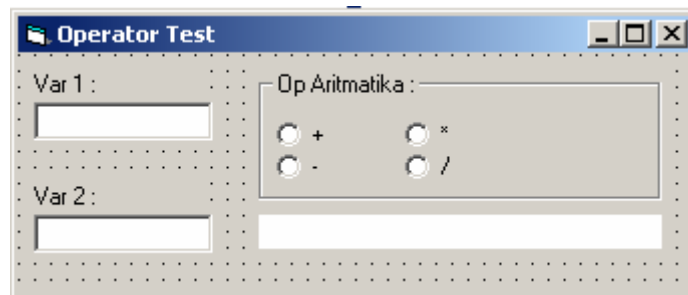 Operator Test
Var 1 :
Op Aritmatika :
+ *
- /
Var 2 :